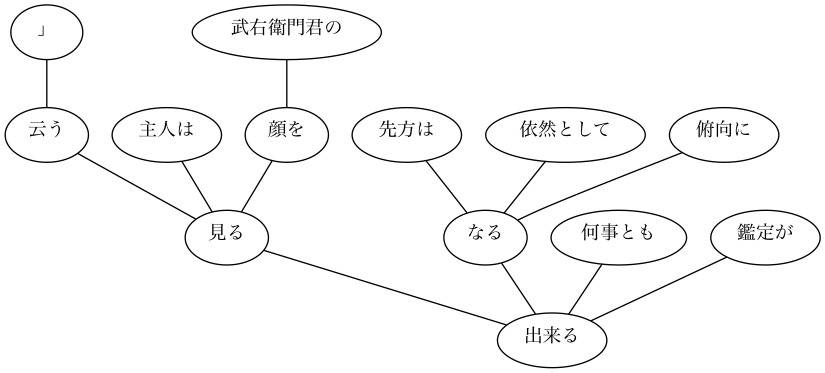 」
武右衛門君の
云う
主人は
顔を
先方は
依然として
俯向に
見る
なる
何事とも
鑑定が
出来る